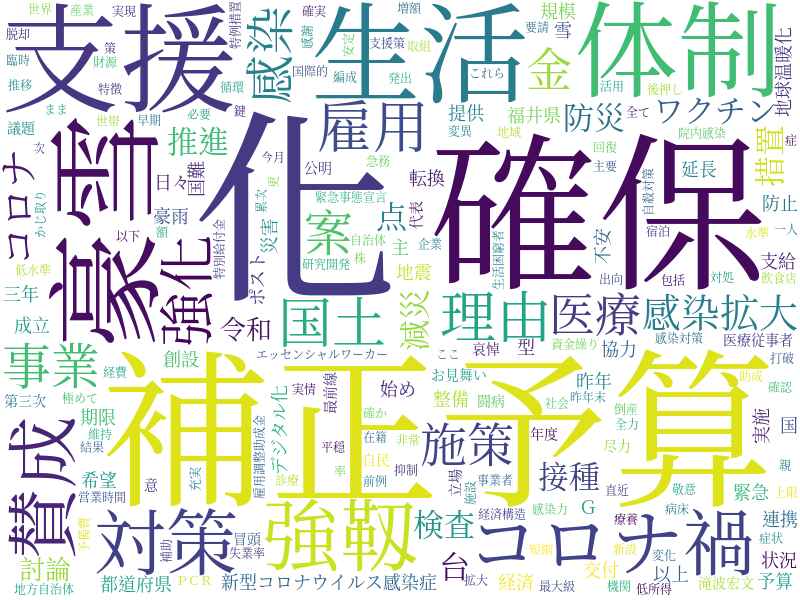 支援
感染
生活
体制
金
規模
雪
地球温暖化
世界
産業
実現
脱却
策
特例措置
確実
増額
感謝
安定
支援策
取組
要請
これら
後押し
臨時
財源
国際的
編成
発出
活用
推移
特徴
循環
まま
必要
鍵
雇用
提供
福井県
防災
ワクチン
議題
世帯
早期
推進
変異
地域
全て
院内感染
症
コロナ
次
豪雪
今月
公明
急務
転換
回復
主要
延長
措置
日々
国難
更
緊急事態宣言
累次
代表
自殺対策
防止
かじ取り
豪雨
化
確保
点
宿泊
水準
一人
以下
額
災害
案
自治体
主
企業
不安
低水準
強化
特別給付金
ポスト
株
研究開発
地震
生活困窮者
出向
包括
対処
支給
飲食店
三年
令和
国土
減災
理由
医療
感染拡大
成立
資金繰り
医療従事者
事業
創設
エッセンシャルワーカー
ここ
哀悼
型
協力
感染対策
打破
経費
実情
最前線
始め
お見舞い
昨年
助成
確認
第三次
極めて
補正予算
整備
闘病
昨年末
社会
実施
国
期限
デジタル化
確か
倒産
維持
雇用調整助成金
平穏
在籍
非常
施策
年度
全力
賛成
結果
率
自民
抑制
接種
尽力
親
希望
充実
診療
前例
立場
事業者
直近
敬意
緊急
上限
営業時間
意
施設
予備費
対策
強靱
検査
経済構造
感染力
G
療養
病床
連携
冒頭
コロナ禍
症状
討論
補助
失業率
台
短縮
新設
変化
状況
地方自治体
都道府県
PCR
新型コロナウイルス感染症
経済
拡大
最大級
交付
以上
機関
低所得
滝波宏文
予算